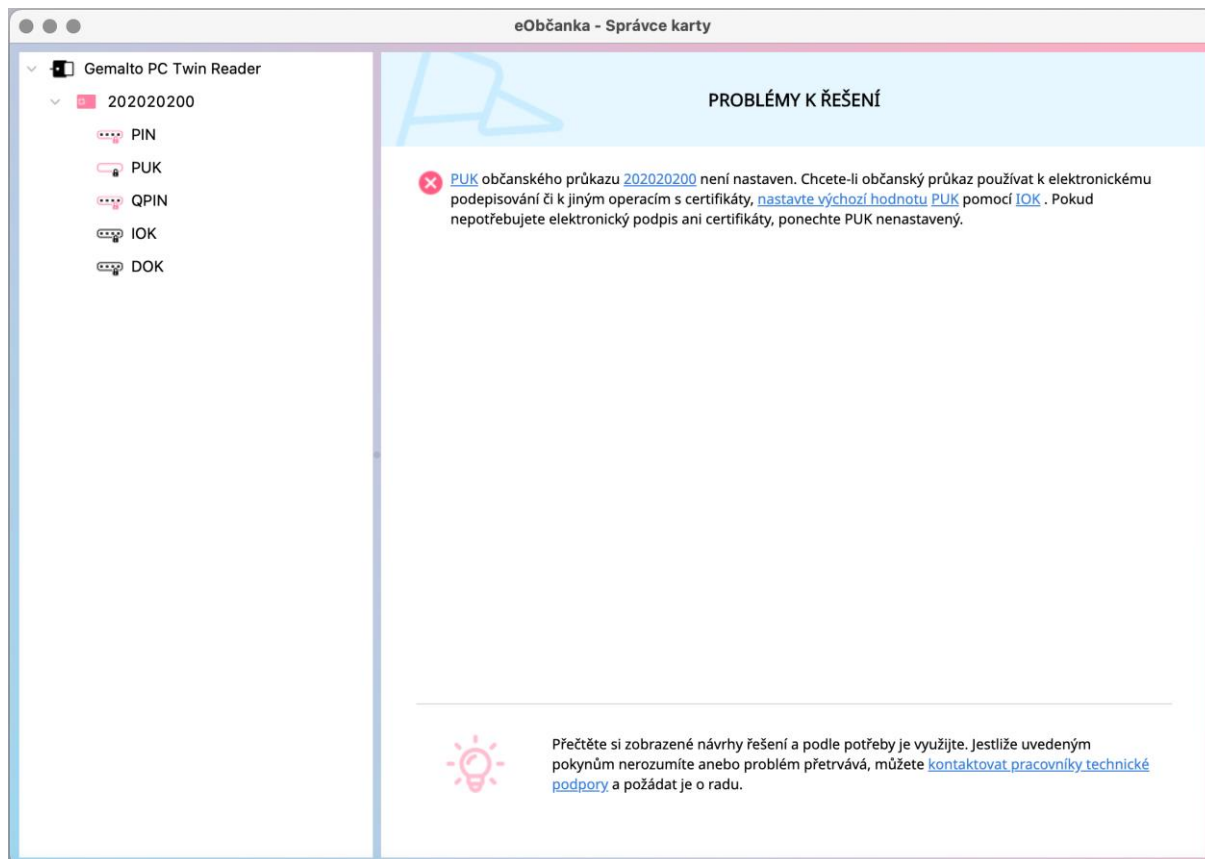 eObčanka - Správce karty
Gemalto PC Twin Reader
202020200
PIN
PUK
QPIN
IOK
DOK
PROBLÉMY K ŘEŠENÍ
PUK občanského průkazu 202020200 není nastaven. Chcete-li občanský průkaz používat k elektronickému
podepisování či k jiným operacím s certifikáty, nastavte výchozí hodnotu PUK pomocí IOK . Pokud
nepotřebujete elektronický podpis ani certifikáty, ponechte PUK nenastavený.
Přečtěte si zobrazené návrhy řešení a podle potřeby je využijte. Jestliže uvedeným
pokynům nerozumíte anebo problém přetrvává, můžete kontaktovat pracovníky technické
podpory a požádat je o radu.